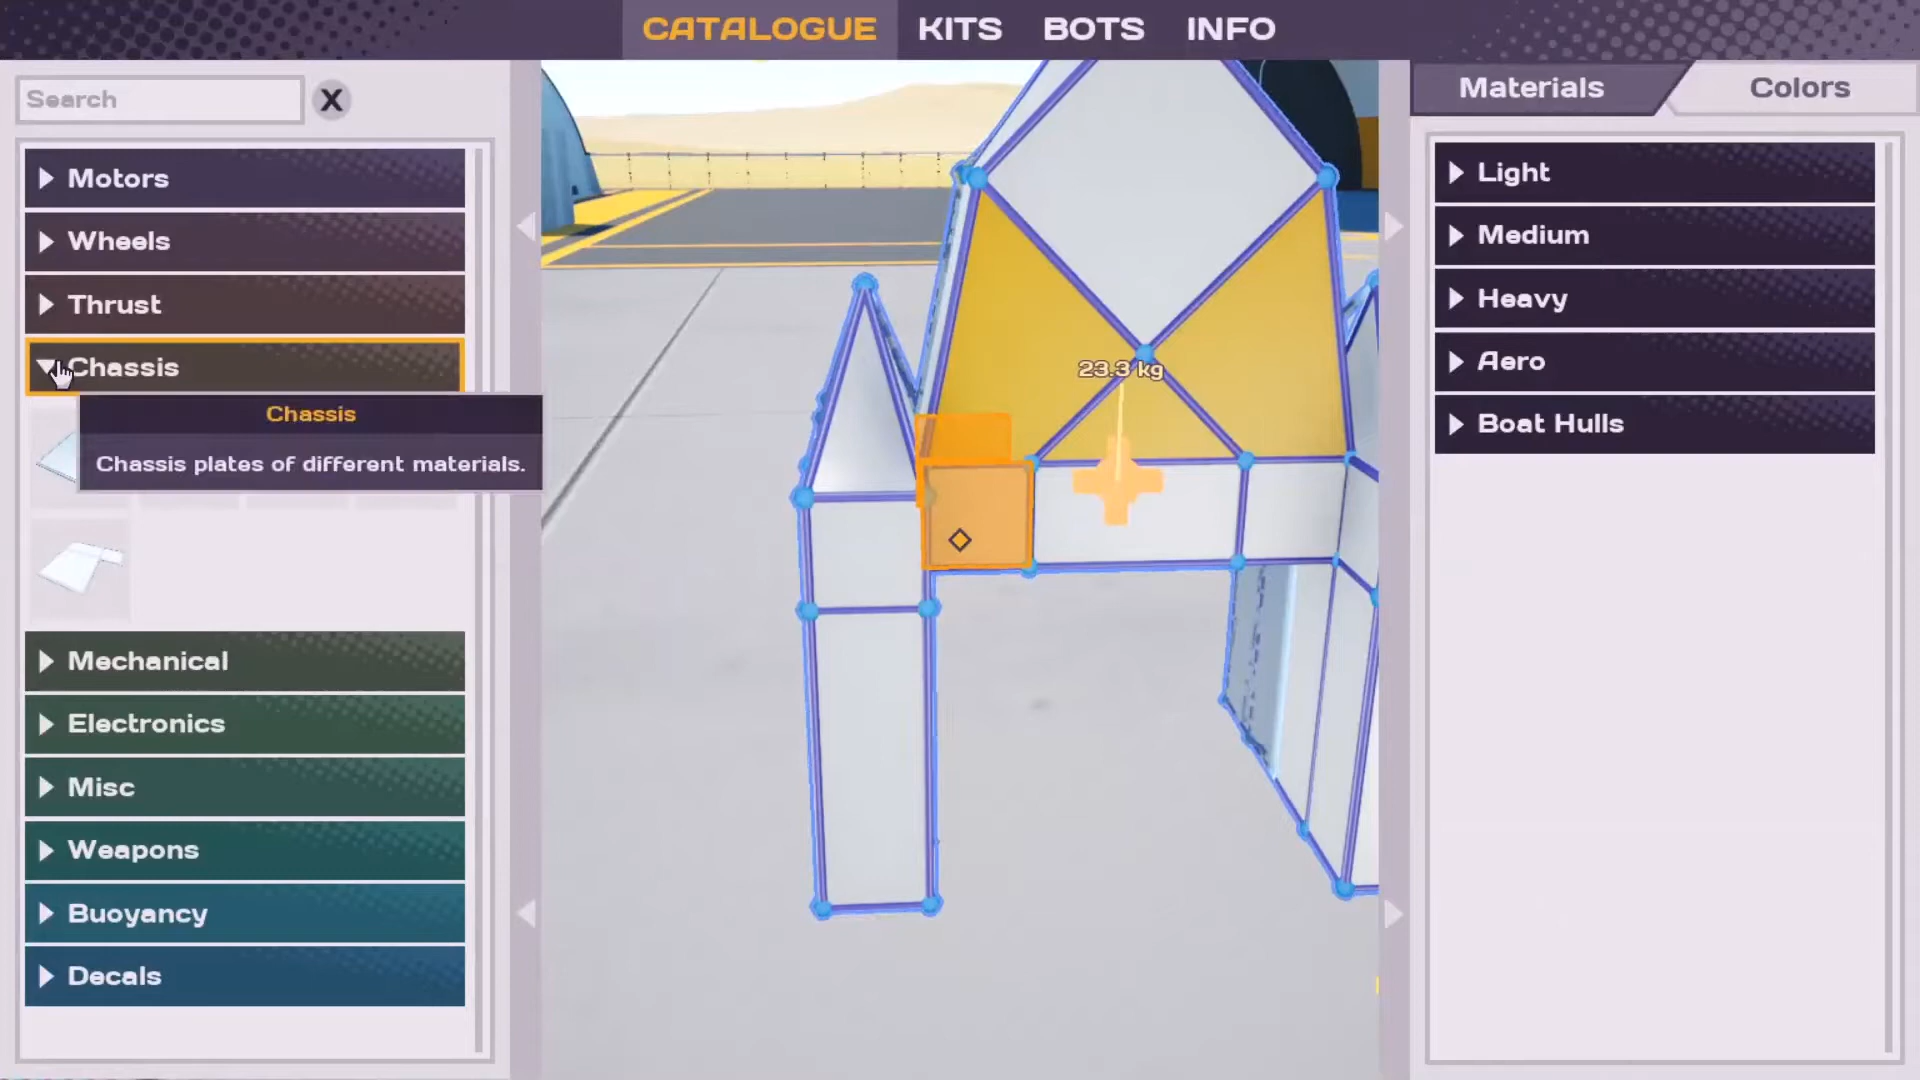 CATALOGUE KITS BOTS INFO
Search X
Motors
Wheels
Thrust
Chassis
Chassis
Chassis plates of different materials.
Mechanical
Electronics
Misc
Weapons
Buoyancy
Decals
23.3 kg
Materials Colors
Light
Medium
Heavy
Aero
Boat Hulls